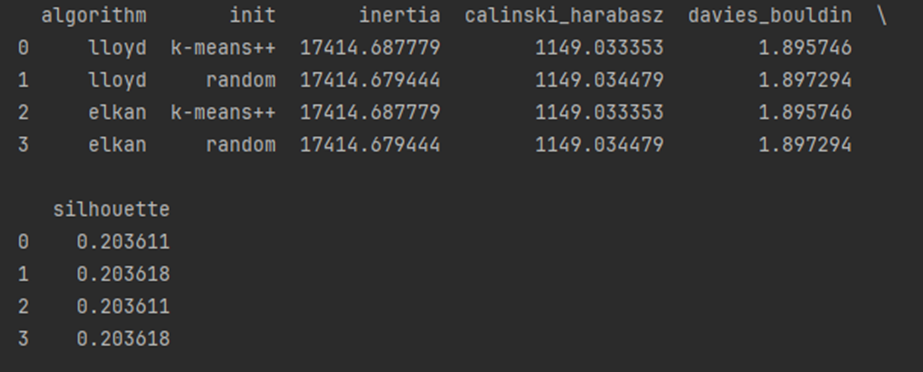 algorithm init inertia calinski_harabasz davies_bouldin \
0 lloyd k-means++ 17414.687779 1149.033353 1.895746
1 lloyd random 17414.679444 1149.034479 1.897294
2 elkan k-means++ 17414.687779 1149.033353 1.895746
3 elkan random 17414.679444 1149.034479 1.897294
silhouette
0 0.203611
1 0.203618
2 0.203611
3 0.203618